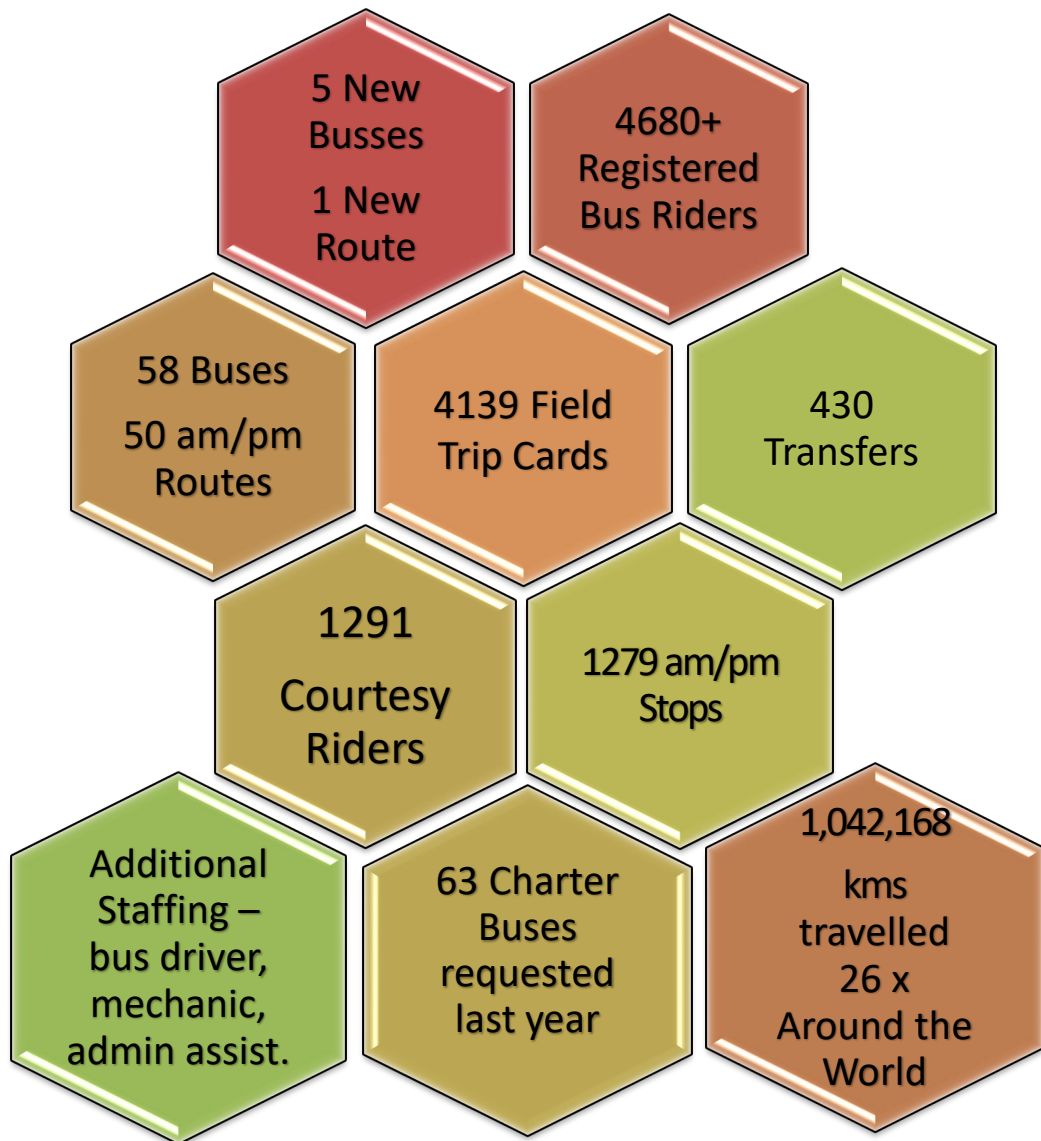 5 New
Busses
1 New
Route
4680+
Registered
Bus Riders
58 Buses
50 am/pm
Routes
4139 Field
Trip Cards
430
Transfers
1291
Courtesy
Riders
1279 am/pm
Stops
Additional
Staffing –
bus driver,
mechanic,
admin assist.
63 Charter
Buses
requested
last year
1,042,168
kms
travelled
26 x
Around the
World